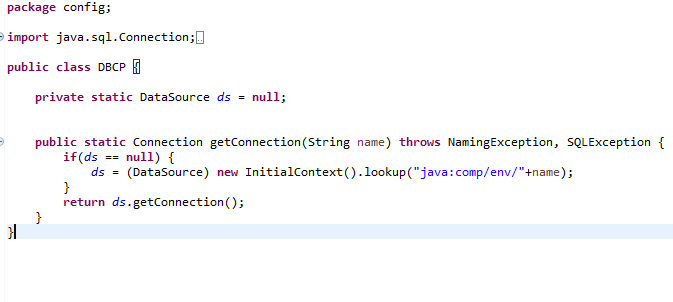 package config;
import java.sql.Connection;
public class DBCP {
private static DataSource ds = null;
public static Connection getConnection(String name) throws NamingException, SQLException {
if(ds == null) {
ds = (DataSource) new InitialContext().lookup("java:comp/env/"+name);
}
return ds.getConnection();
}
}